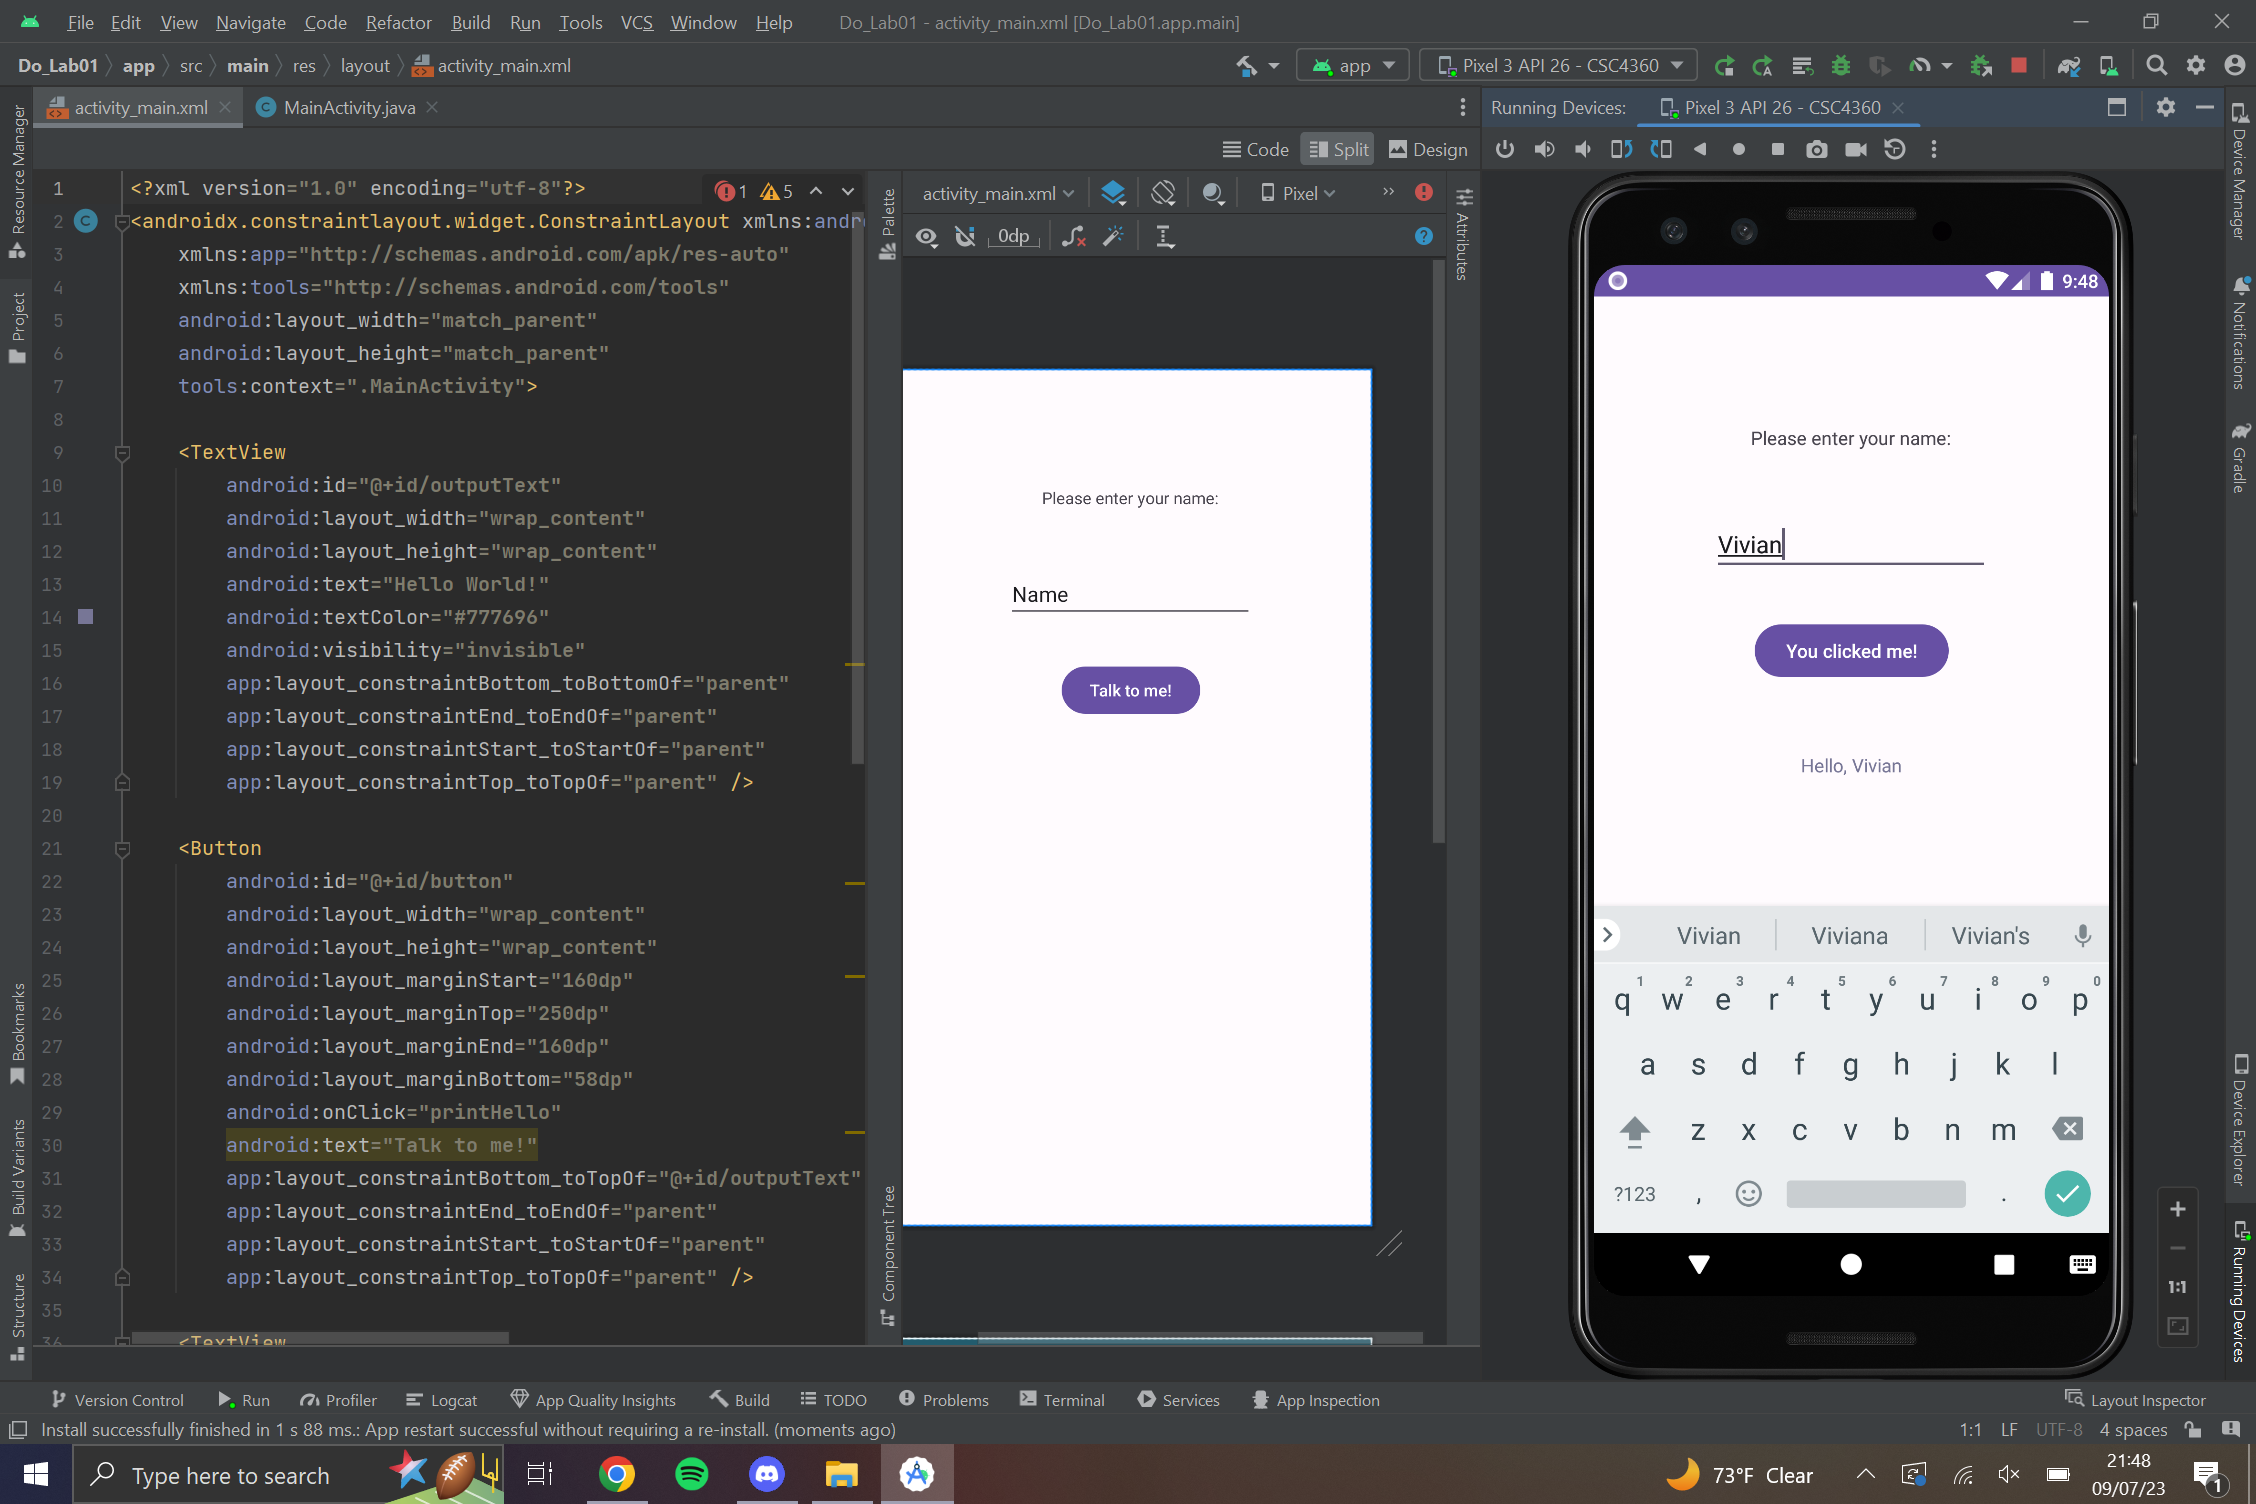 File Edit View Navigate Code Refactor Build Run Tools VCS Window Help Do_Lab01 - activity_main.xml [Do_Lab01.app.main]
Do_Lab01 app src main res layout activity_main.xml app Pixel 3 API 26 - CSC4360
activity_main.xml MainActivity.java Running Devices: Pixel 3 API 26 - CSC4360
Code Split Design
Resource Manager
Project
Bookmarks
Build Variants
Structure
1 <?xml version="1.0" encoding="utf-8"?> 1 5
2 <androidx.constraintlayout.widget.ConstraintLayout xmlns:andr
3 xmlns:app="http://schemas.android.com/apk/res-auto"
4 xmlns:tools="http://schemas.android.com/tools"
5 android:layout_width="match_parent"
6 android:layout_height="match_parent"
7 tools:context=".MainActivity">
8
9 <TextView
10 android:id="@+id/outputText"
11 android:layout_width="wrap_content"
12 android:layout_height="wrap_content"
13 android:text="Hello World!"
14 android:textColor="#777696"
15 android:visibility="invisible"
16 app:layout_constraintBottom_toBottomOf="parent"
17 app:layout_constraintEnd_toEndOf="parent"
18 app:layout_constraintStart_toStartOf="parent"
19 app:layout_constraintTop_toTopOf="parent" />
20
21 <Button
22 android:id="@+id/button"
23 android:layout_width="wrap_content"
24 android:layout_height="wrap_content"
25 android:layout_marginStart="160dp"
26 android:layout_marginTop="250dp"
27 android:layout_marginEnd="160dp"
28 android:layout_marginBottom="58dp"
29 android:onClick="printHello"
30 android:text="Talk to me!"
31 app:layout_constraintBottom_toTopOf="@+id/outputText"
32 app:layout_constraintEnd_toEndOf="parent"
33 app:layout_constraintStart_toStartOf="parent"
34 app:layout_constraintTop_toTopOf="parent" />
35
36 <TextView
Palette
Component Tree
activity_main.xml Pixel
0dp
Please enter your name:
Name
Talk to me!
Attributes
9:48
Please enter your name:
Vivian
You clicked me!
Hello, Vivian
Vivian Viviana Vivian's
1 2 3 4 5 6 7 8 9 0
q w e r t y u i o p
a s d f g h j k l
z x c v b n m
?123 , .
1:1
Device Manager
Notifications
Gradle
Device Explorer
Running Devices
Version Control Run Profiler Logcat App Quality Insights Build TODO Problems Terminal Services App Inspection Layout Inspector
Install successfully finished in 1 s 88 ms.: App restart successful without requiring a re-install. (moments ago) 1:1 LF UTF-8 4 spaces
Type here to search 73°F Clear 21:48
09/07/23 1